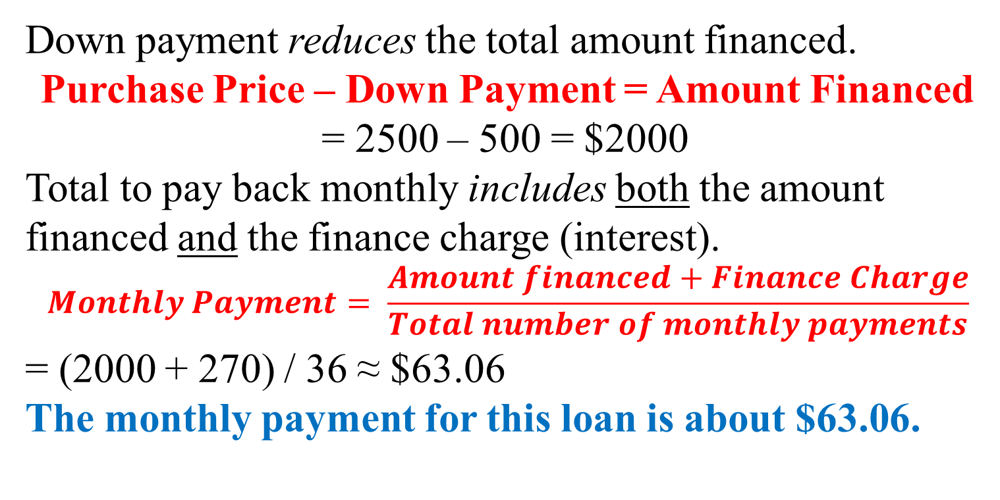 Down payment reduces the total amount financed.
Purchase Price – Down Payment = Amount Financed
= 2500 – 500 = $2000
Total to pay back monthly includes both the amount
financed and the finance charge (interest).
Monthly Payment = Amount financed + Finance Charge
Total number of monthly payments
= (2000 + 270) / 36 ≈ $63.06
The monthly payment for this loan is about $63.06.